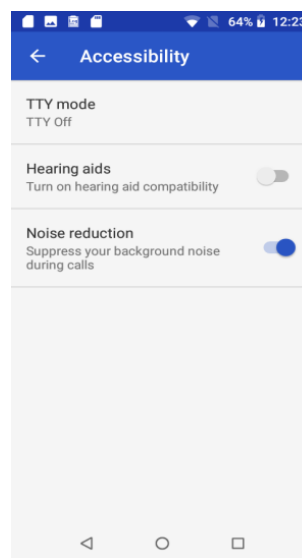 64% 12:23
Accessibility
TTY mode
TTY Off
Hearing aids
Turn on hearing aid compatibility
Noise reduction
Suppress your background noise
during calls